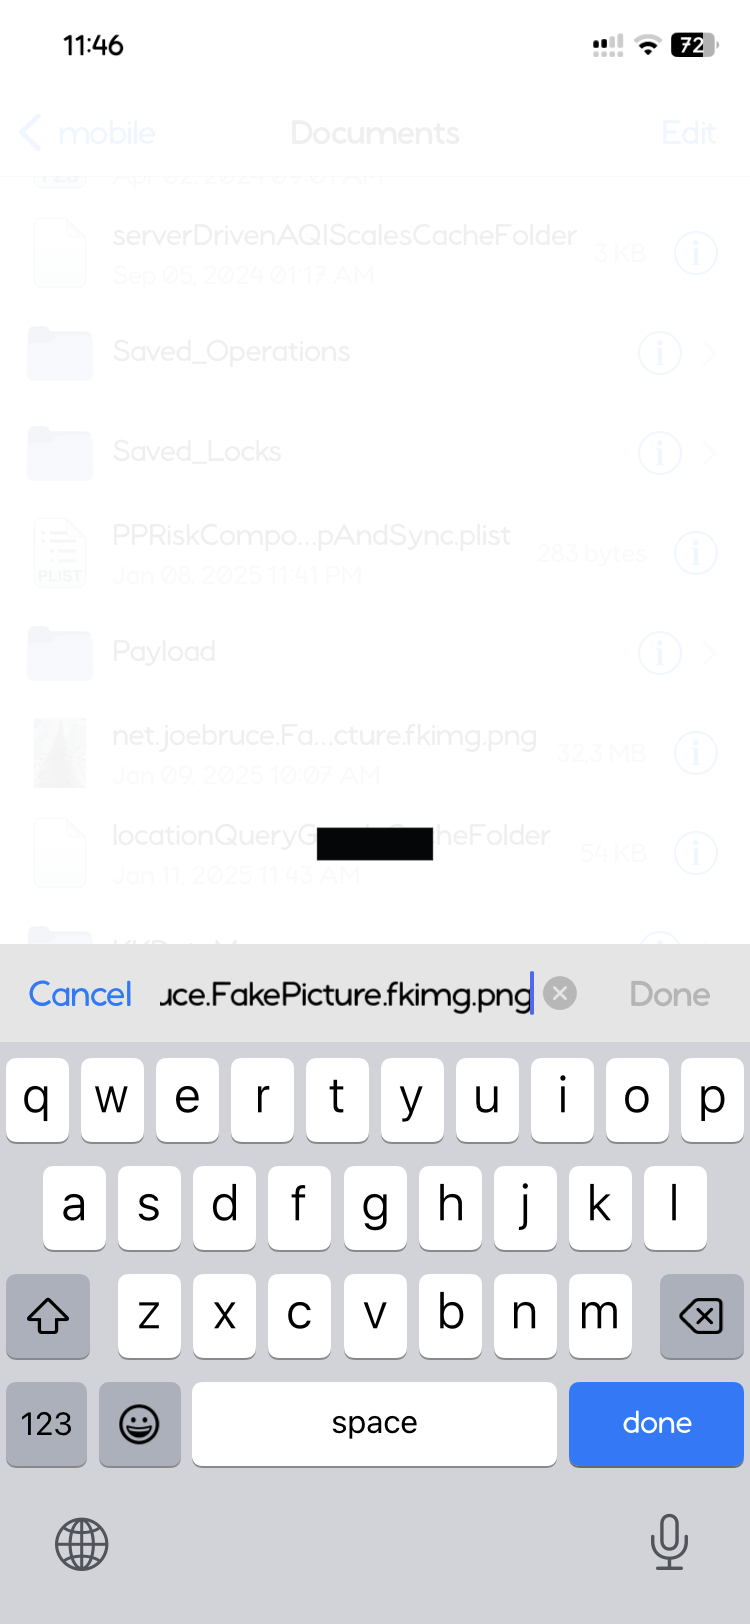 11:46
72
mobile
Documents
Edit
Apr 02, 2024 09:01 AM
serverDrivenAQIScalesCacheFolder
3 KB
Sep 05, 2024 01:17 AM
Saved_Operations
Saved_Locks
PPRiskCompo...pAndSync.plist
283 bytes
PLIST
Jan 08, 2025 11:41 PM
Payload
net.joebruce.Fa...cture.fkimg.png
32,3 MB
Jan 09, 2025 10:07 AM
locationQuery
cheFolder
54 KB
Jan 11, 2025 11:43 AM
Cancel
uce.FakePicture.fkimg.png
Done
q w e r t y u i o p
a s d f g h j k l
z x c v b n m
123
space
done